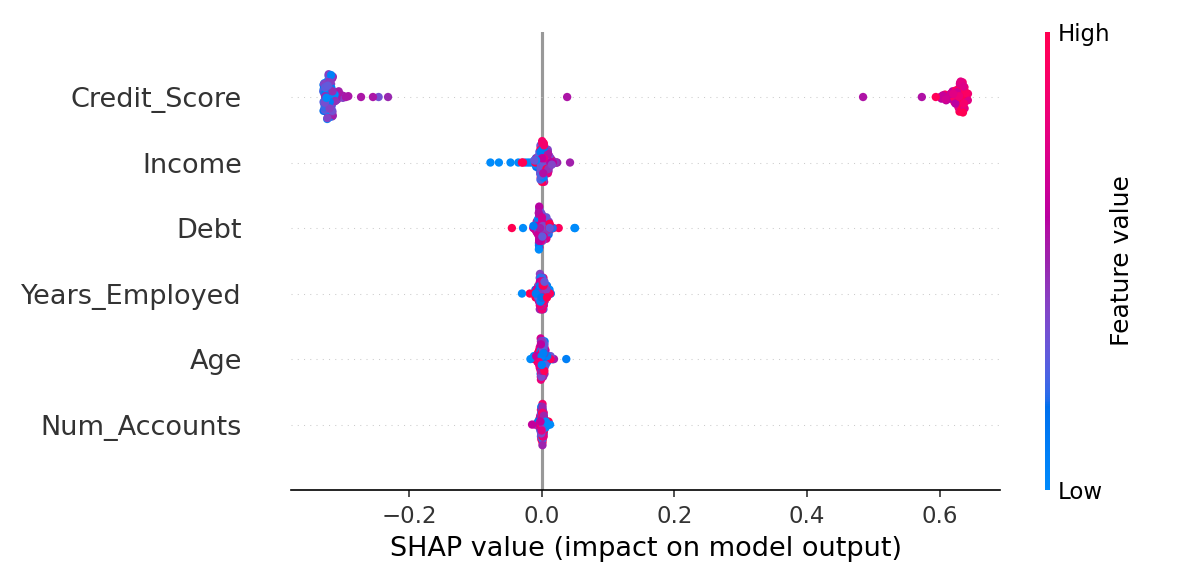 High
Credit_Score
Income
Debt
Years_Employed
Age
Num_Accounts
Feature value
Low
−0.2 0.0 0.2 0.4 0.6
SHAP value (impact on model output)